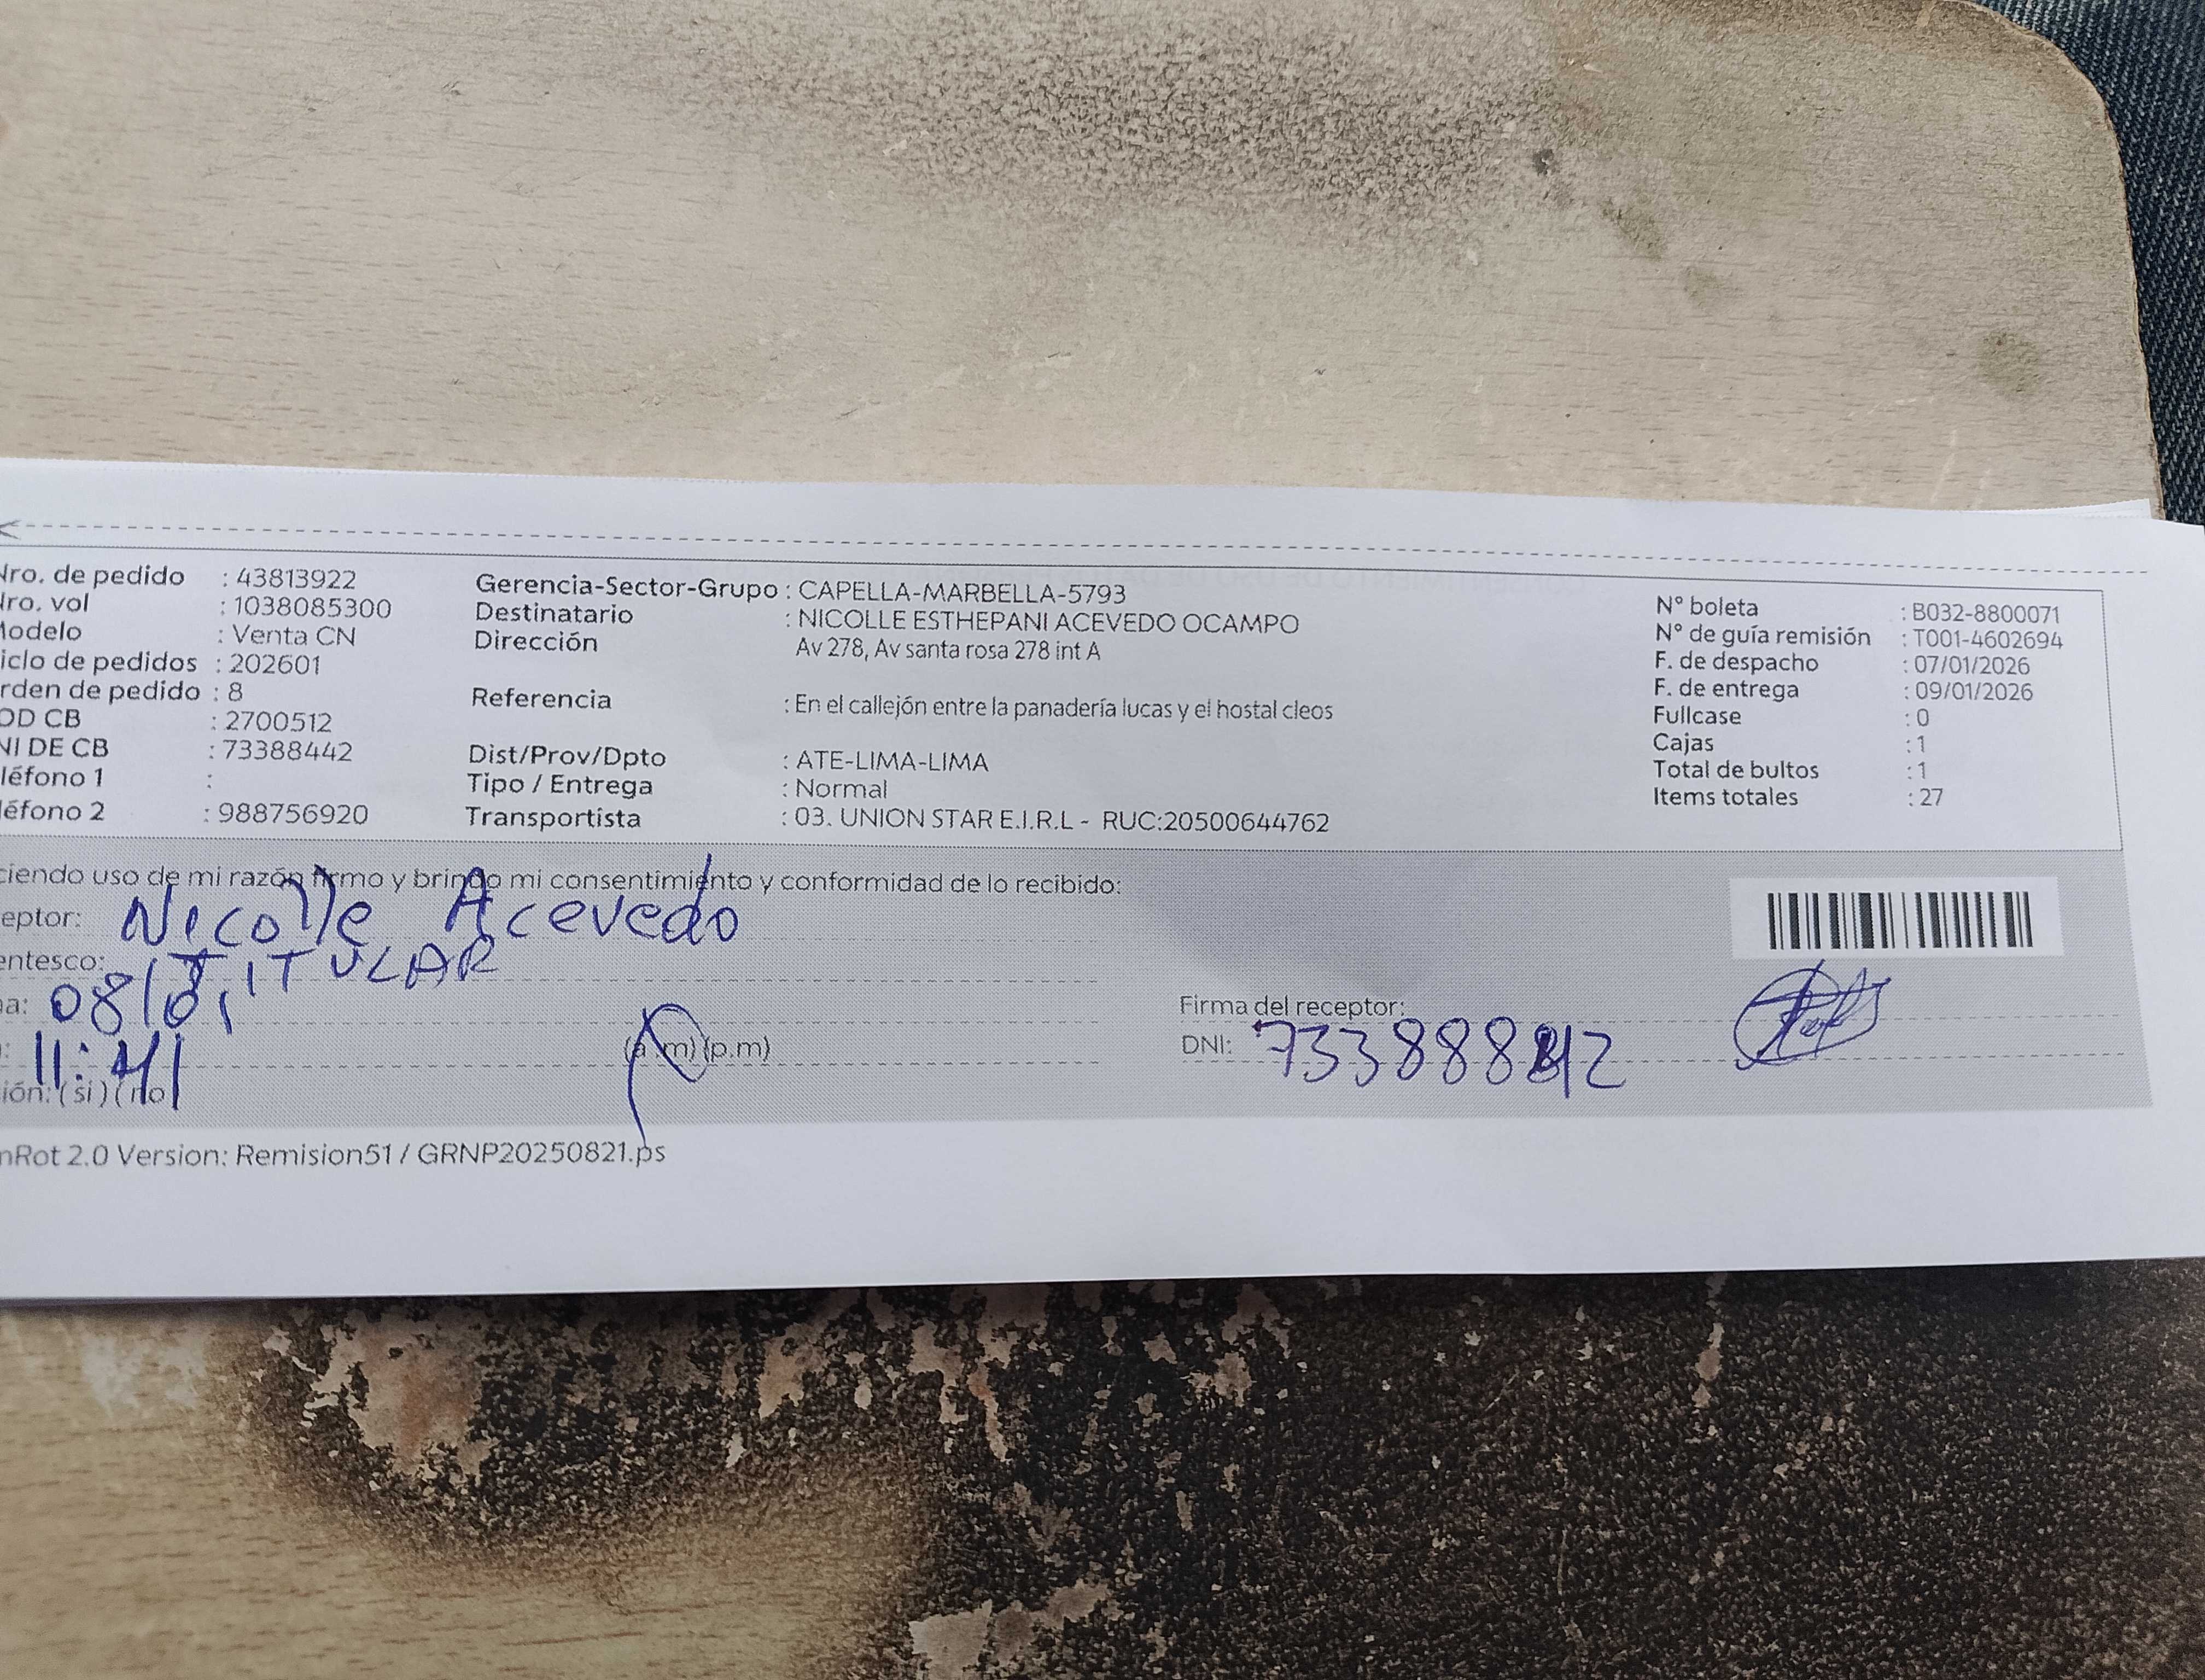 Nro. de pedido : 43813922
Nro. vol : 1038085300
Modelo : Venta CN
iclo de pedidos : 202601
rden de pedido : 8
OD CB : 2700512
NI DE CB : 73388442
léfono 1 :
léfono 2 : 988756920
Gerencia-Sector-Grupo : CAPELLA-MARBELLA-5793
Destinatario : NICOLLE ESTHEPANI ACEVEDO OCAMPO
Dirección Av 278, Av santa rosa 278 int A
Referencia : En el callejón entre la panadería lucas y el hostal cleos
Dist/Prov/Dpto : ATE-LIMA-LIMA
Tipo / Entrega : Normal
Transportista : 03. UNION STAR E.I.R.L - RUC:20500644762
N° boleta : B032-8800071
N° de guía remisión : T001-4602694
F. de despacho : 07/01/2026
F. de entrega : 09/01/2026
Fullcase : 0
Cajas : 1
Total de bultos : 1
Items totales : 27
ciendo uso de mi razón firmo y brindo mi consentimiento y conformidad de lo recibido:
eptor: Nicolle Acevedo
entesco: TITULAR
a: 08/
: 11:41 (a.m) (p.m)
ión: (si) (no
Firma del receptor:
DNI:
nRot 2.0 Version: Remision51 / GRNP20250821.ps